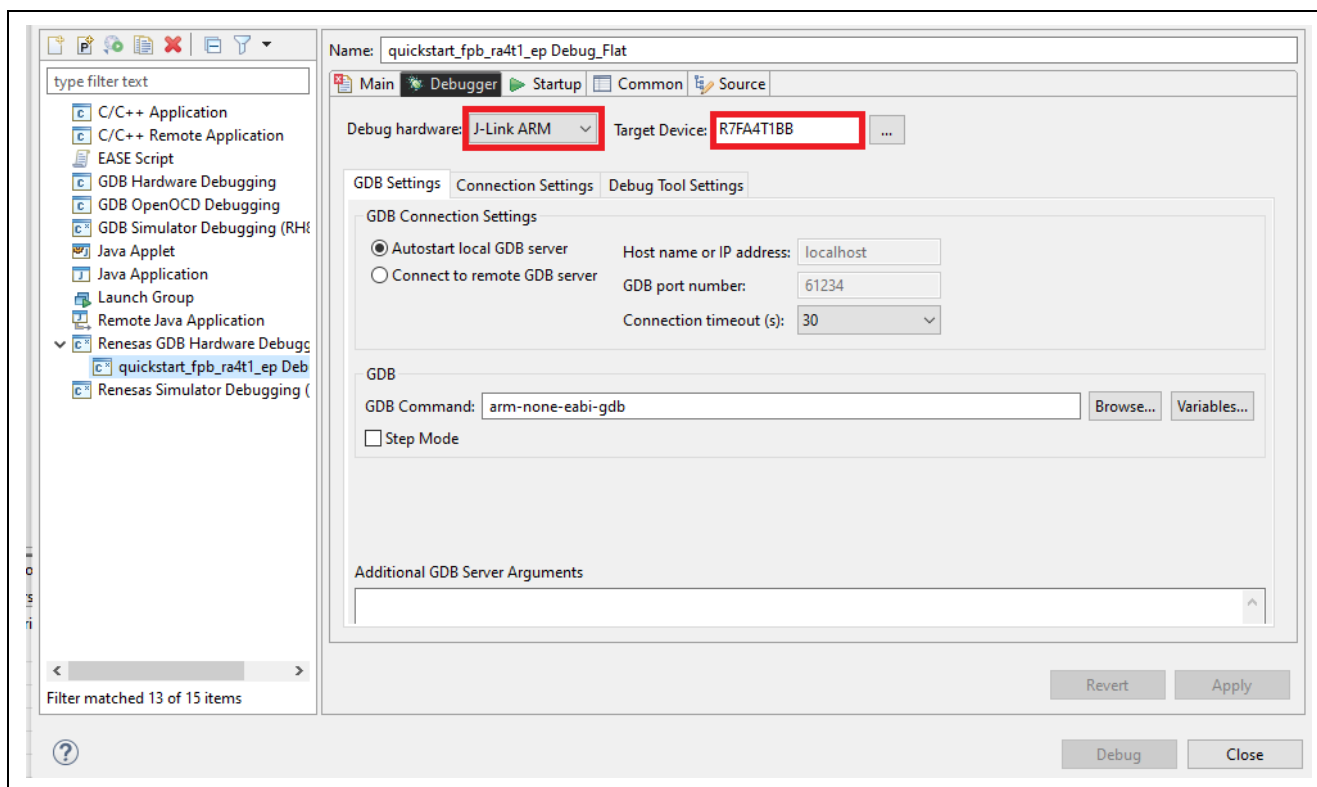 Name: quickstart_fpb_ra4t1_ep Debug_Flat
type filter text
Main Debugger Startup Common Source
C/C++ Application
C/C++ Remote Application
EASE Script
GDB Hardware Debugging
GDB OpenOCD Debugging
GDB Simulator Debugging (RH8
Java Applet
Java Application
Launch Group
Remote Java Application
Renesas GDB Hardware Debugg
quickstart_fpb_ra4t1_ep Deb
Renesas Simulator Debugging (
Filter matched 13 of 15 items
Debug hardware: J-Link ARM Target Device: R7FA4T1BB ...
GDB Settings Connection Settings Debug Tool Settings
GDB Connection Settings
Autostart local GDB server
Connect to remote GDB server
Host name or IP address: localhost
GDB port number: 61234
Connection timeout (s): 30
GDB
GDB Command: arm-none-eabi-gdb Browse... Variables...
Step Mode
Additional GDB Server Arguments
Revert Apply
Debug Close